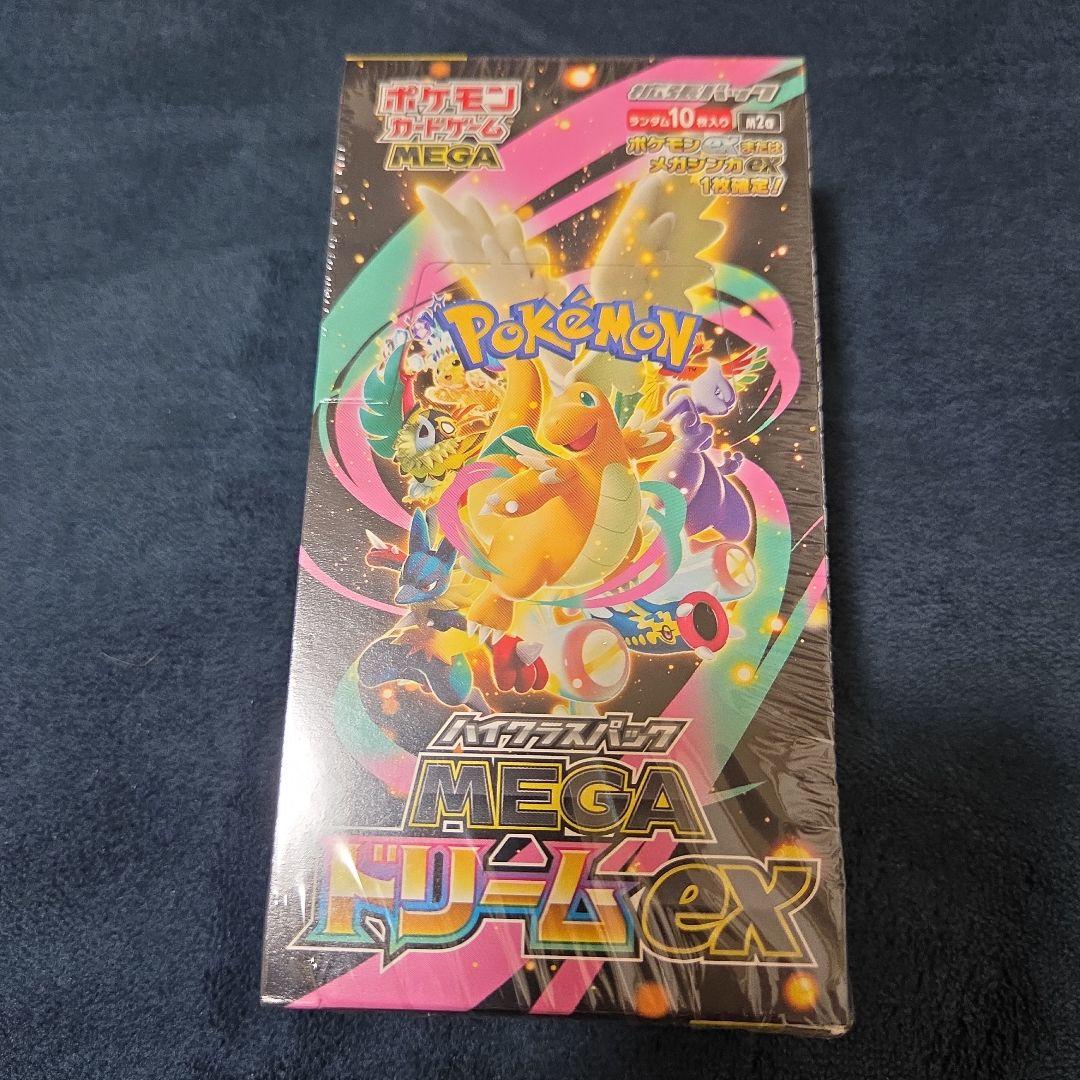 ポケモン
カードゲーム
MEGA
拡張パック
ランダム10枚入り M2a
ポケモンexまたは
メガシンカex
1枚確定!
POKéMON
TM
ハイクラスパック
MEGA
ドリームex